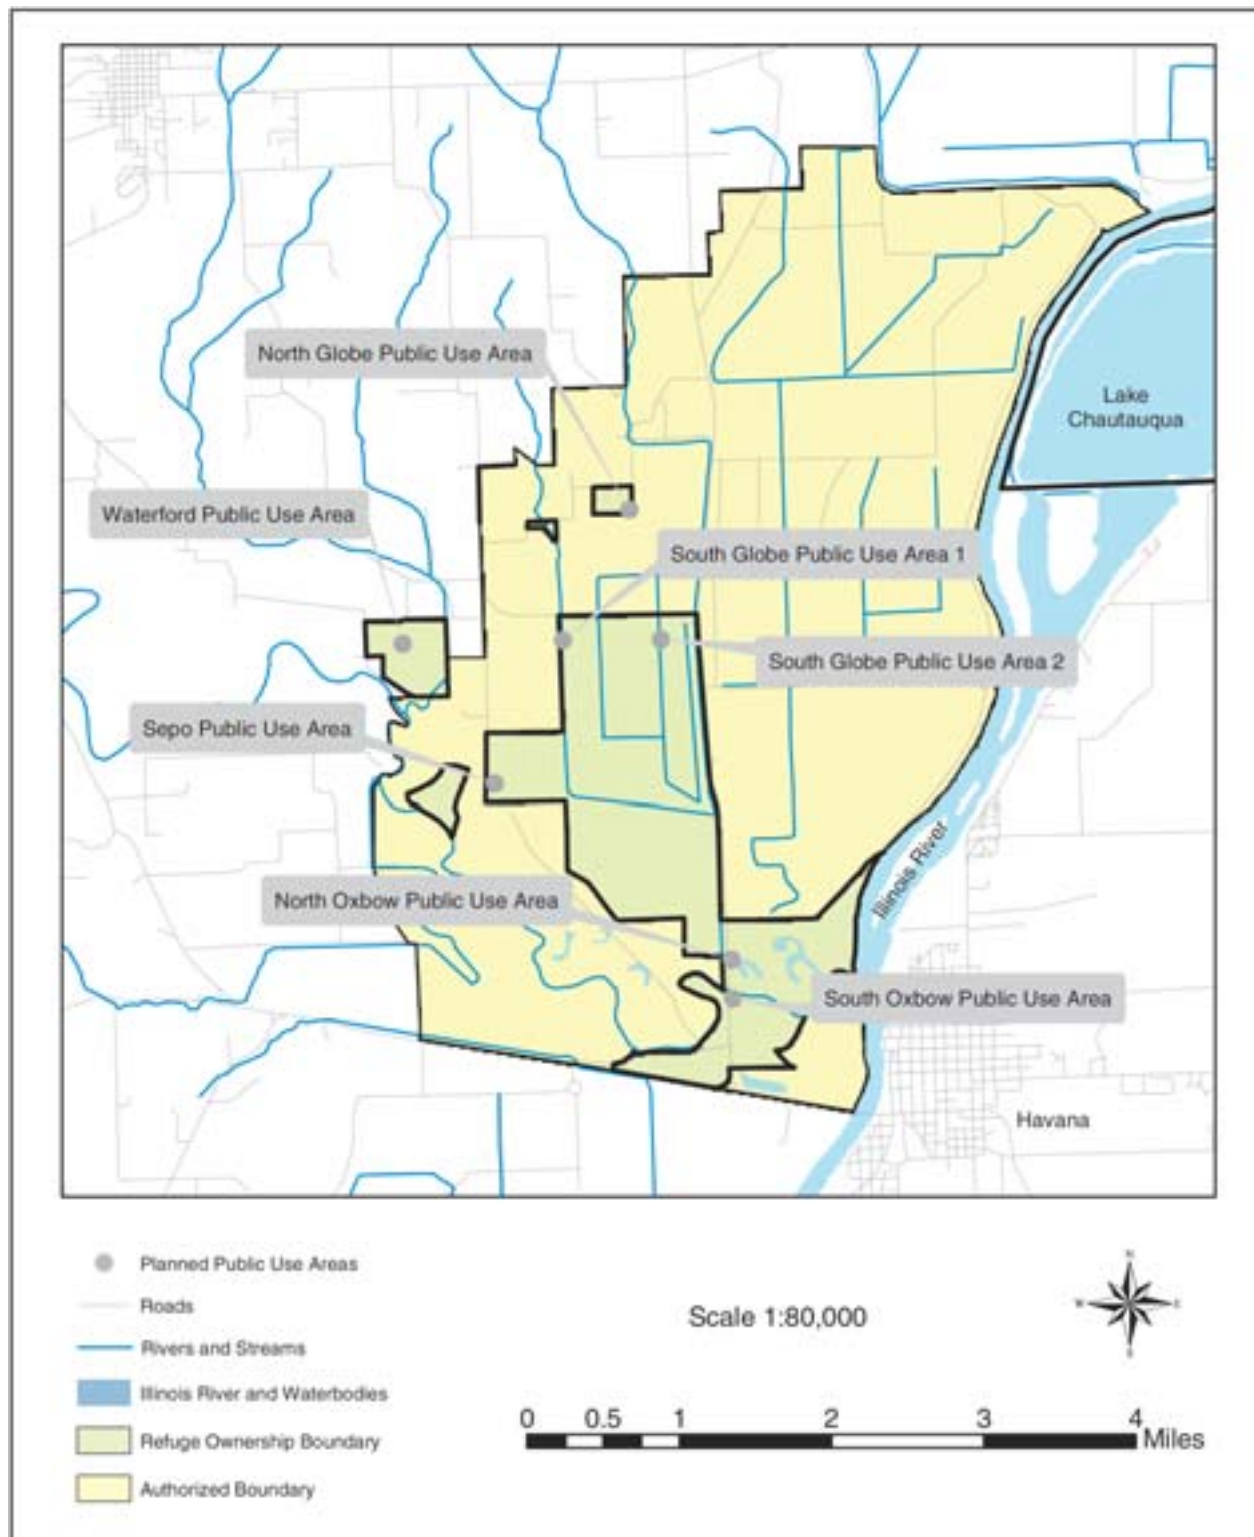 North Globe Public Use Area
Lake
Chautauqua
Waterford Public Use Area
South Globe Public Use Area 1
South Globe Public Use Area 2
Sepo Public Use Area
Illinois River
North Oxbow Public Use Area
South Oxbow Public Use Area
Havana
Planned Public Use Areas
Roads
Rivers and Streams
Illinois River and Waterbodies
Refuge Ownership Boundary
Authorized Boundary
Scale 1:80,000
N
W E
S
0 0.5 1 2 3 4
Miles